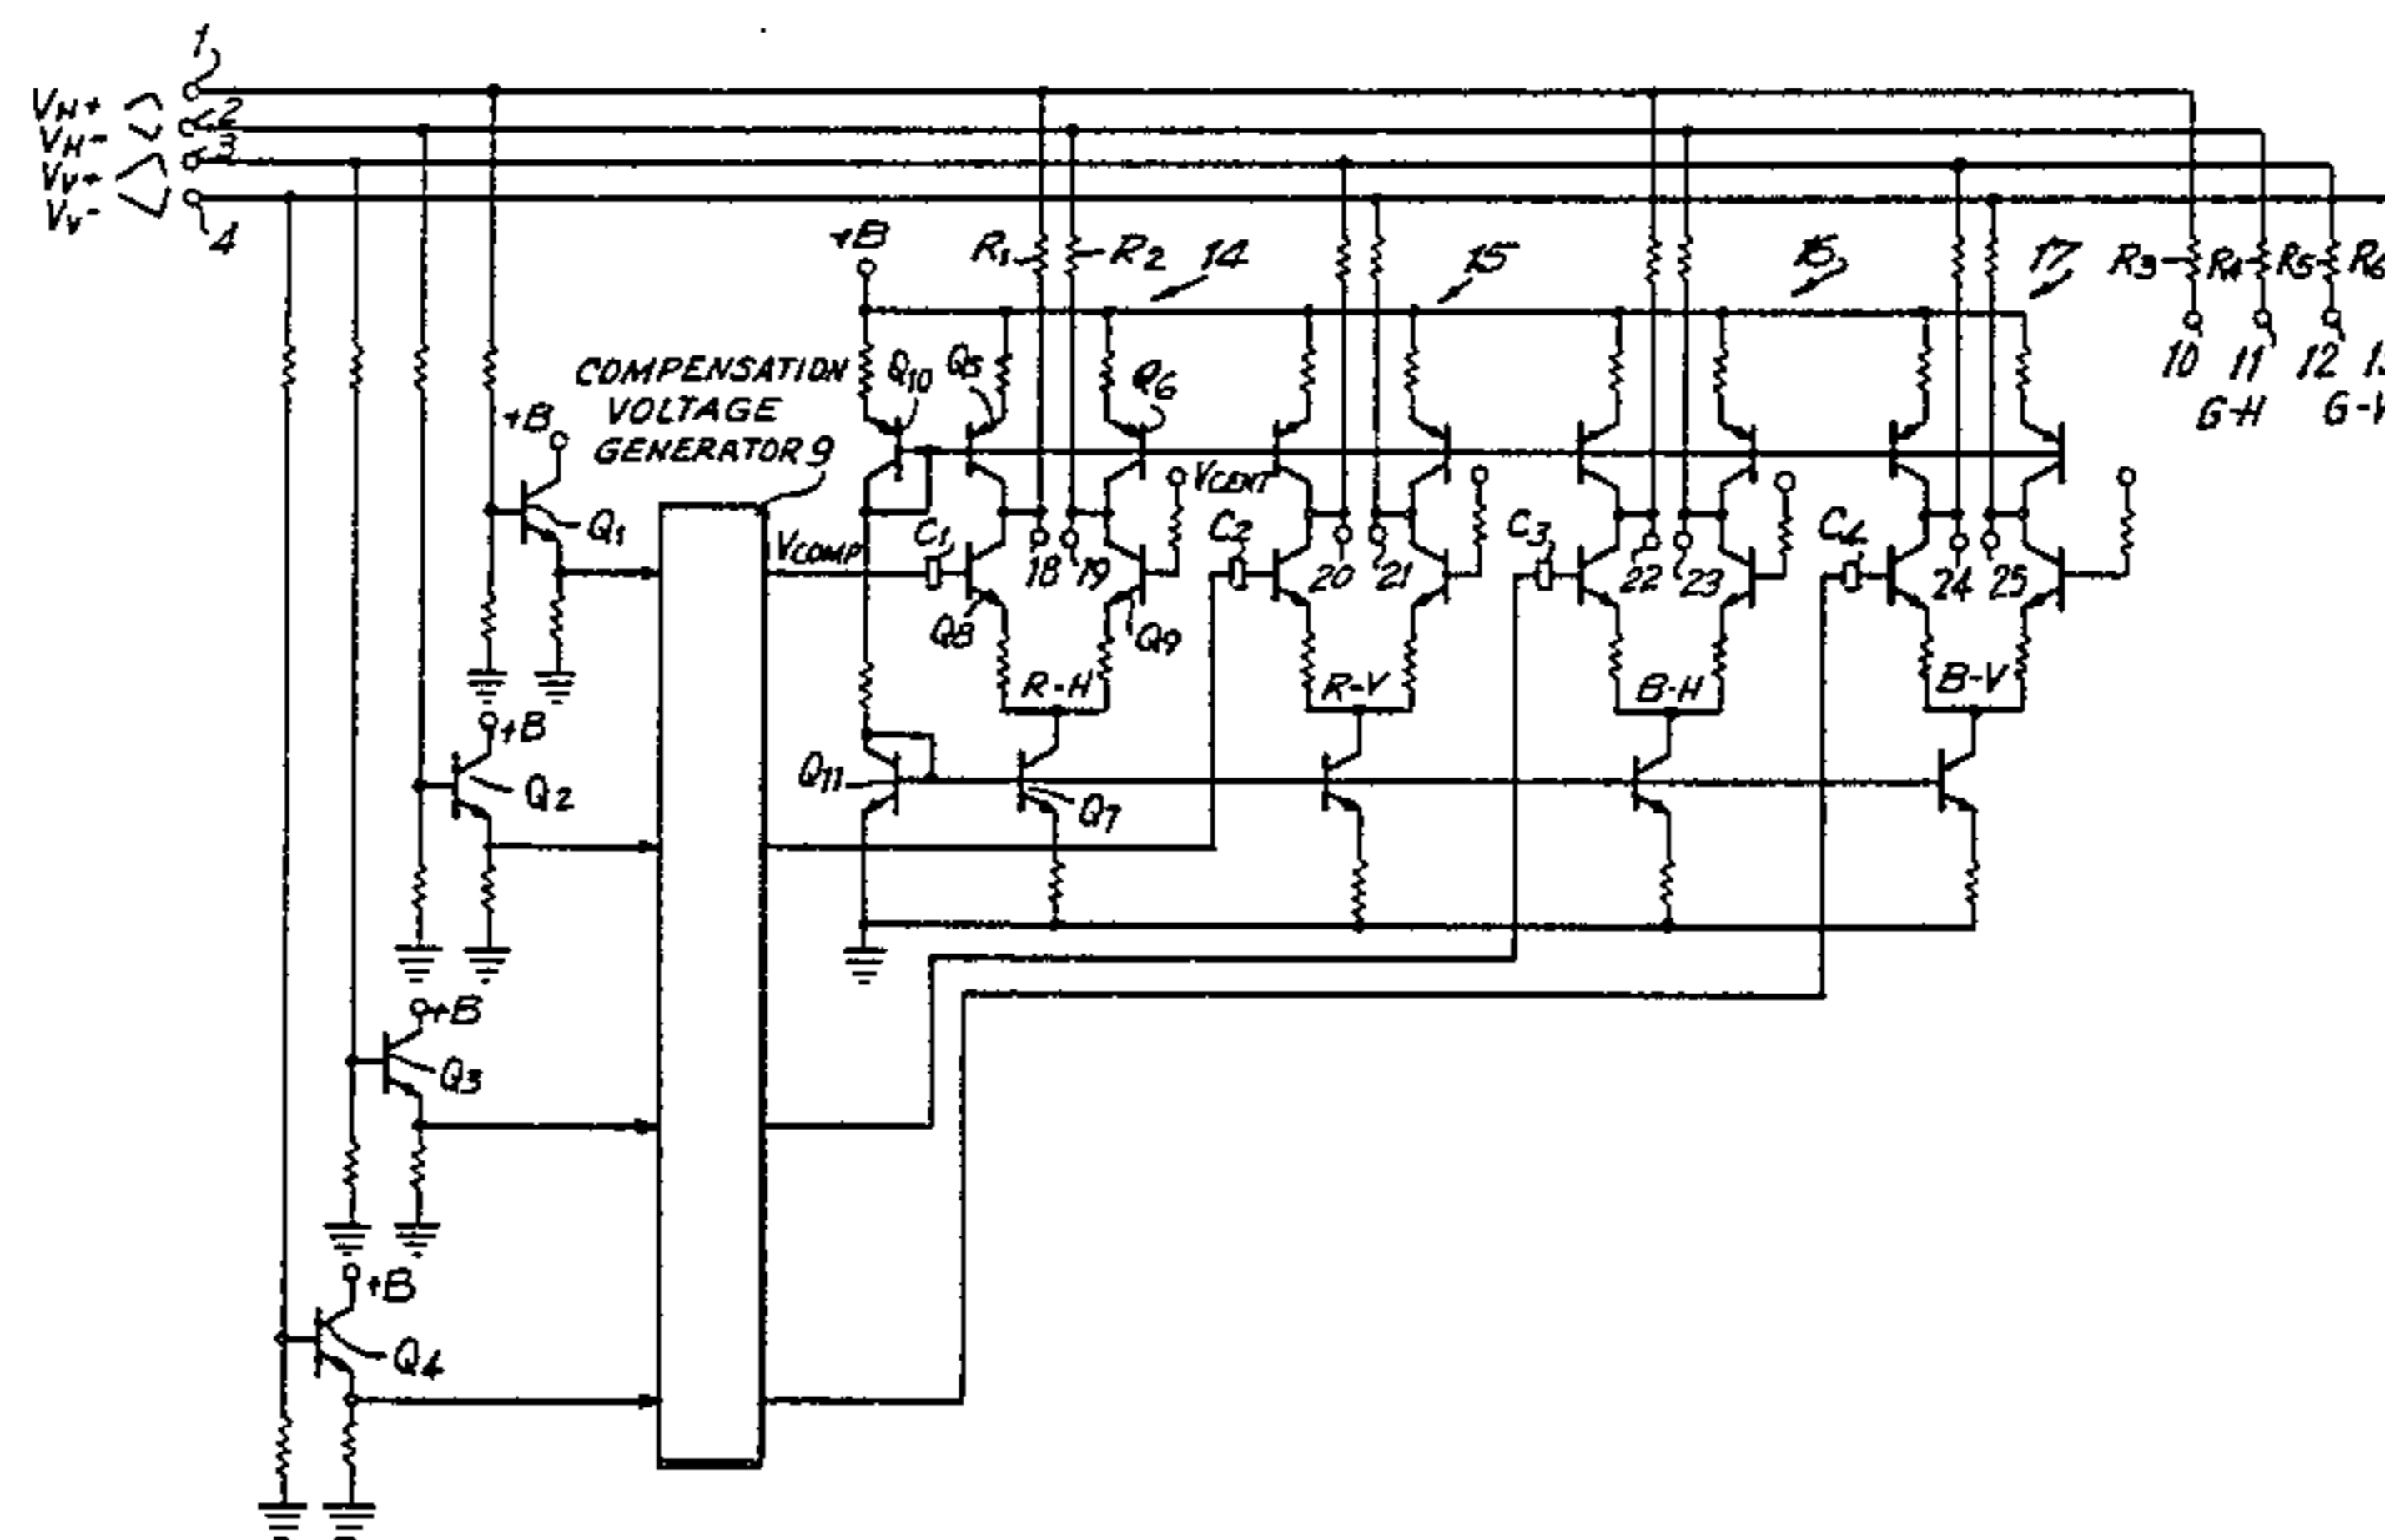 1
VH+
2
VH-
3
VV+
VV-
4
+B
R1
R2
14
15
16
17
R3
R4
R5
R6
10
11
12
G-H
COMPENSATION
VOLTAGE
GENERATOR 9
Q10
Q5
Q6
+B
Q1
VCOMP
C1
18
19
VCENT
C2
20
21
C3
22
23
C4
24
25
Q8
Q9
R-H
R-V
B-H
B-V
+B
Q2
Q11
Q7
+B
Q3
+B
Q4